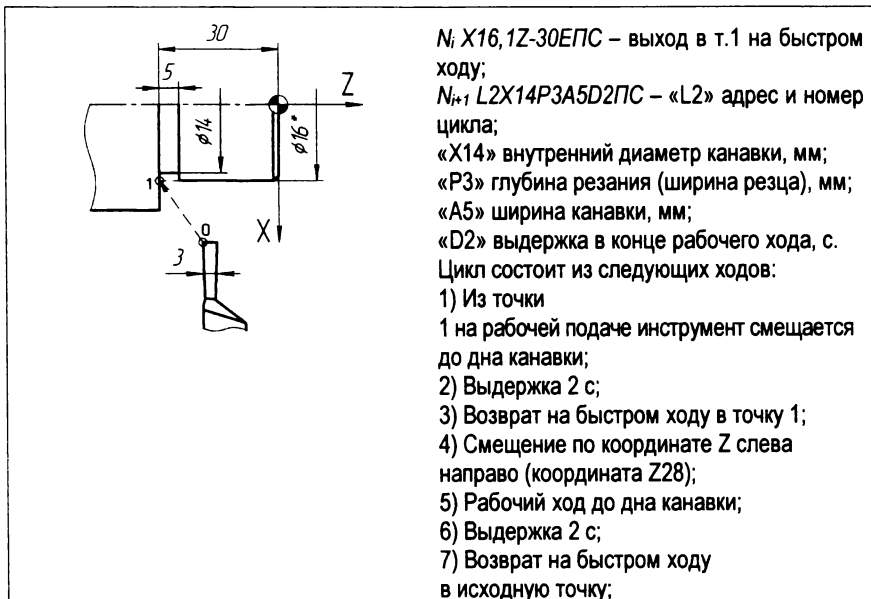 30
5
Z
ø14
ø16*
1
0
X
3
Nᵢ X16,1Z-30ЕПС – выход в т.1 на быстром
ходу;
Nᵢ₊₁ L2X14P3A5D2ПС – «L2» адрес и номер
цикла;
«X14» внутренний диаметр канавки, мм;
«P3» глубина резания (ширина резца), мм;
«A5» ширина канавки, мм;
«D2» выдержка в конце рабочего хода, с.
Цикл состоит из следующих ходов:
1) Из точки
1 на рабочей подаче инструмент смещается
до дна канавки;
2) Выдержка 2 с;
3) Возврат на быстром ходу в точку 1;
4) Смещение по координате Z слева
направо (координата Z28);
5) Рабочий ход до дна канавки;
6) Выдержка 2 с;
7) Возврат на быстром ходу
в исходную точку;